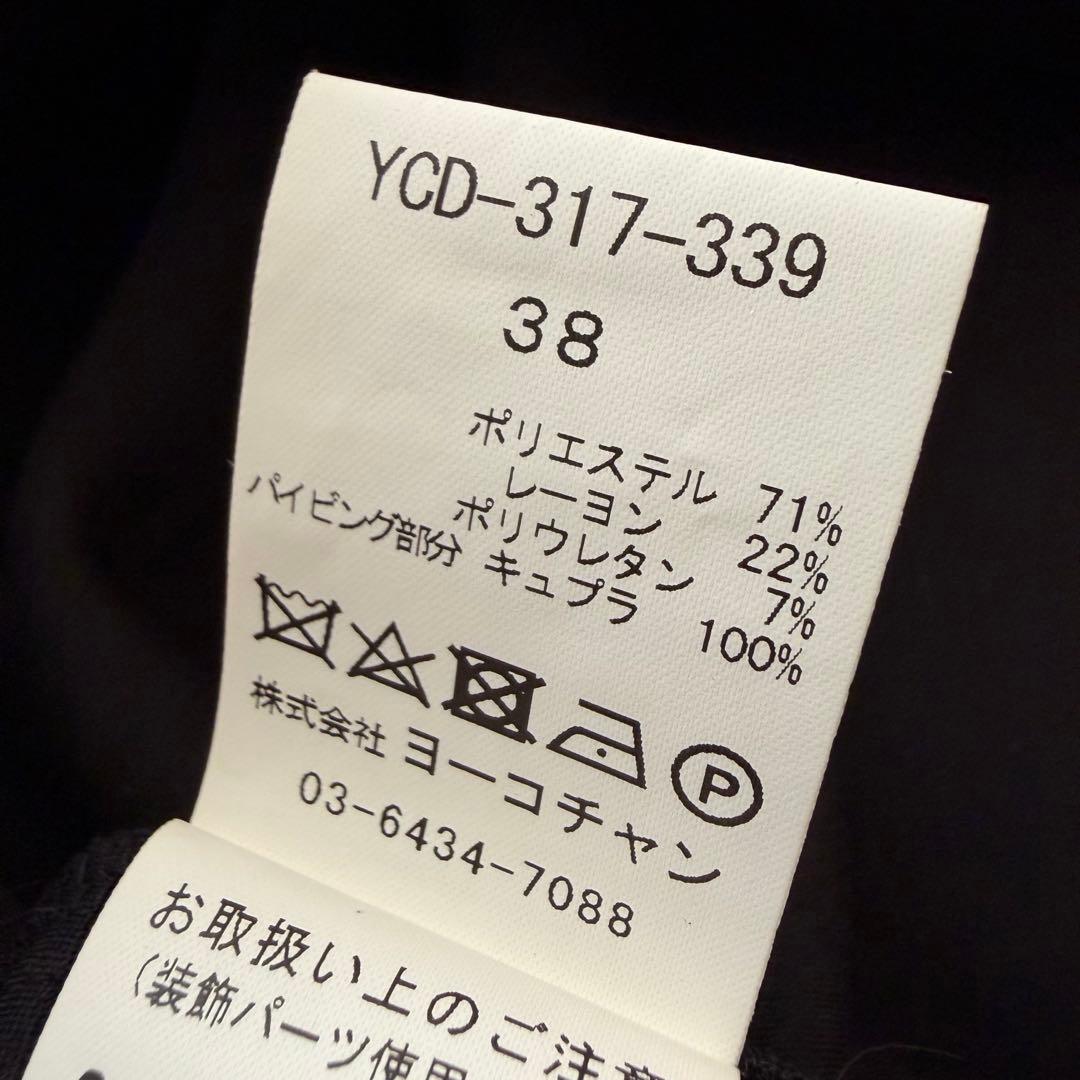 YCD-317-339
38
ポリエステル 71%
レーヨン 22%
ポリウレタン 7%
パイピング部分 キュプラ 100%
P
株式会社 ヨーコチャン
03-6434-7088
お取扱い上のご注意
(装飾パーツ使用